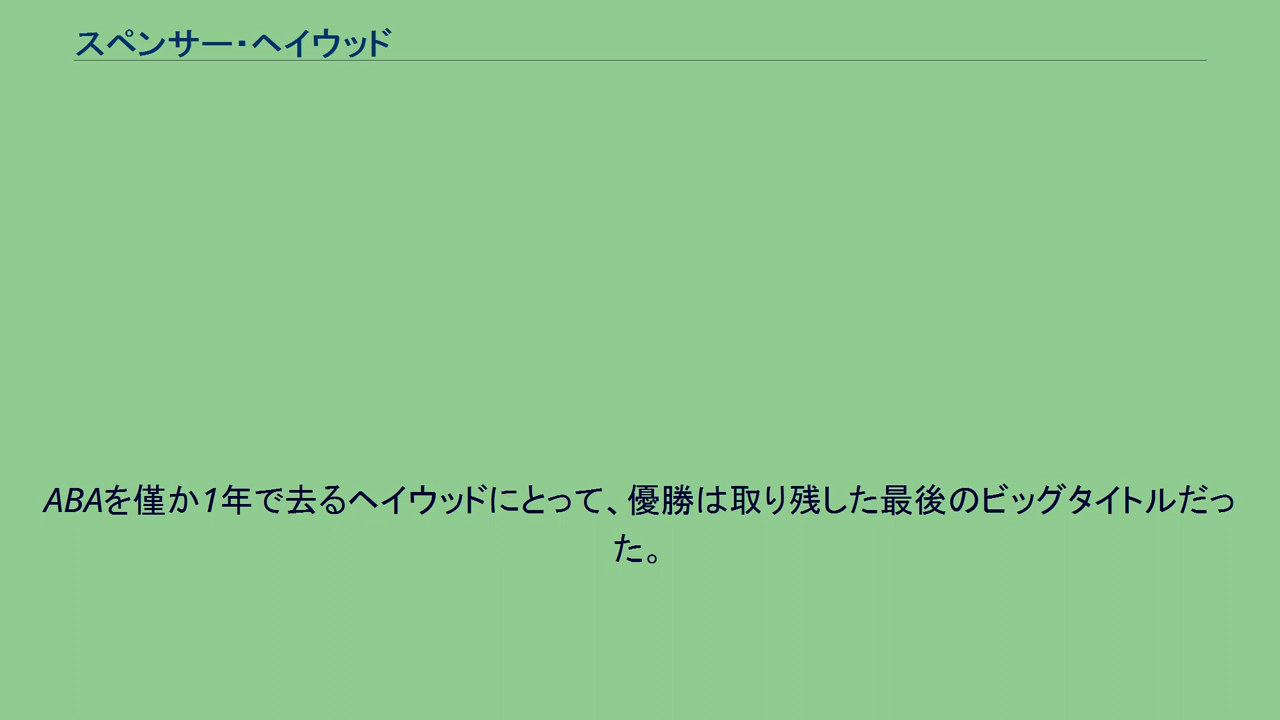 スペンサー・ヘイウッド
ABAを僅か1年で去るヘイウッドにとって、優勝は取り残した最後のビッグタイトルだっ
た。